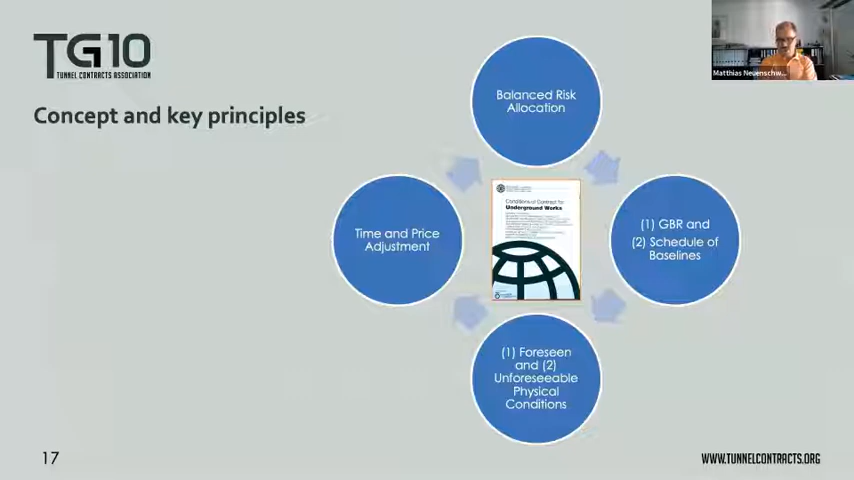 TG10
TUNNEL CONTRACTS ASSOCIATION
Matthias Neuenschw...
Concept and key principles
Balanced Risk
Allocation
Time and Price
Adjustment
Conditions of Contract for
Underground Works
(1) GBR and
(2) Schedule of
Baselines
(1) Foreseen
and (2)
Unforeseeable
Physical
Conditions
17
WWW.TUNNELCONTRACTS.ORG